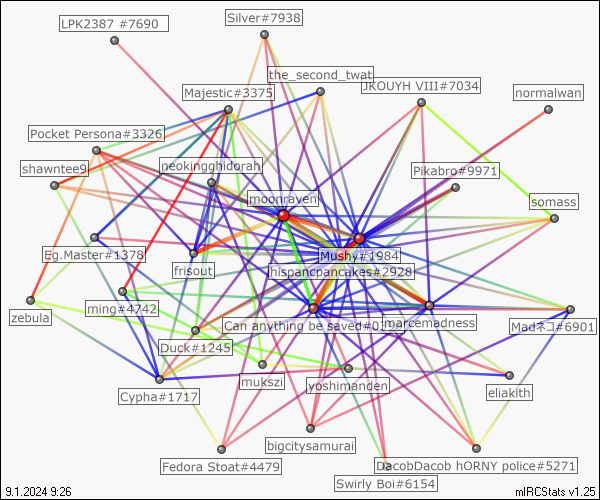 LPK2387 #7690
Silver#7938
the_second_twat
Majestic#3375
JKOUYH VIII#7034
normalwan
Pocket Persona#3326
shawntee9
neokingghidorah
Pikabro#9971
moonraven
somass
Eg.Master#1378
frisout
Mushy#1984
hispancpancakes#2928
zebula
ming#4742
Can anything be saved#01
marcemadness
Madネコ#6901
Duck#1245
mukszi
yoshimanden
eliakith
Cypha#1717
bigcitysamurai
Fedora Stoat#4479
DacobDacob hORNY police#5271
Swirly Boi#6154
9.1.2024 9:26
mIRCStats v1.25